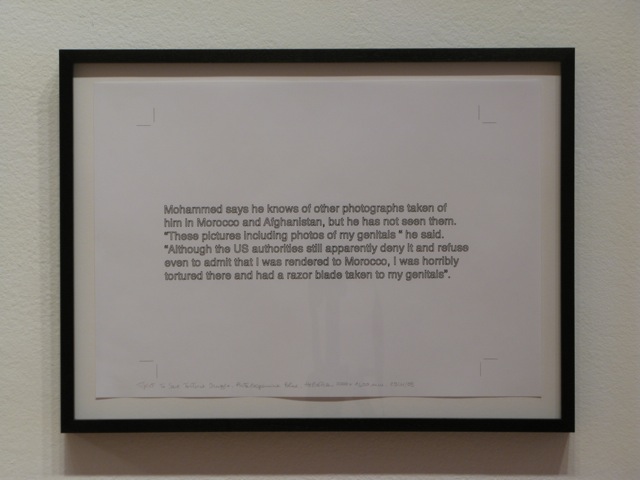 Mohammed says he knows of other photographs taken of
him in Morocco and Afghanistan, but he has not seen them.
"These pictures including photos of my genitals " he said.
"Although the US authorities still apparently deny it and refuse
even to admit that I was rendered to Morocco, I was horribly
tortured there and had a razor blade taken to my genitals".